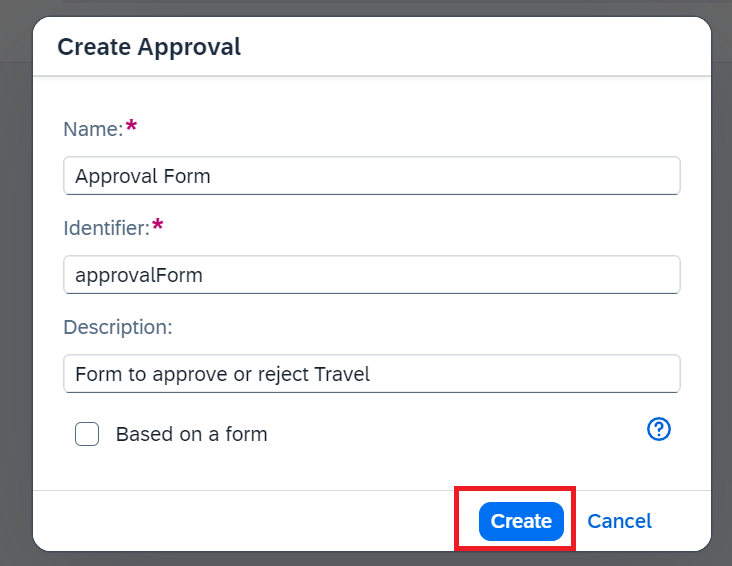 Create Approval
Name:*
Approval Form
Identifier:*
approvalForm
Description:
Form to approve or reject Travel
Based on a form
?
Create Cancel